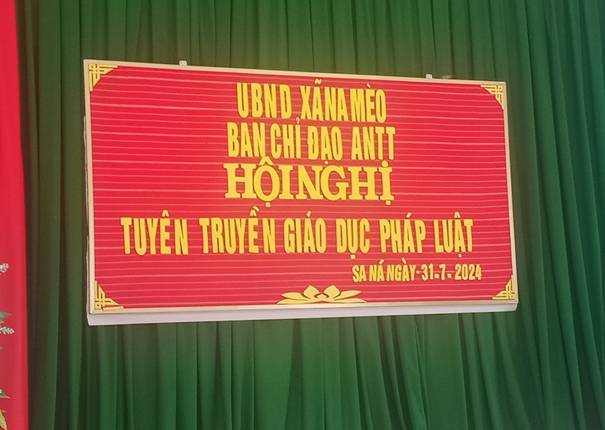 UBND XÃ NA MÈO
BAN CHỈ ĐẠO ANTT
HỘI NGHỊ
TUYÊN TRUYỀN GIÁO DỤC PHÁP LUẬT
SA NÁ NGÀY-31-7-2024